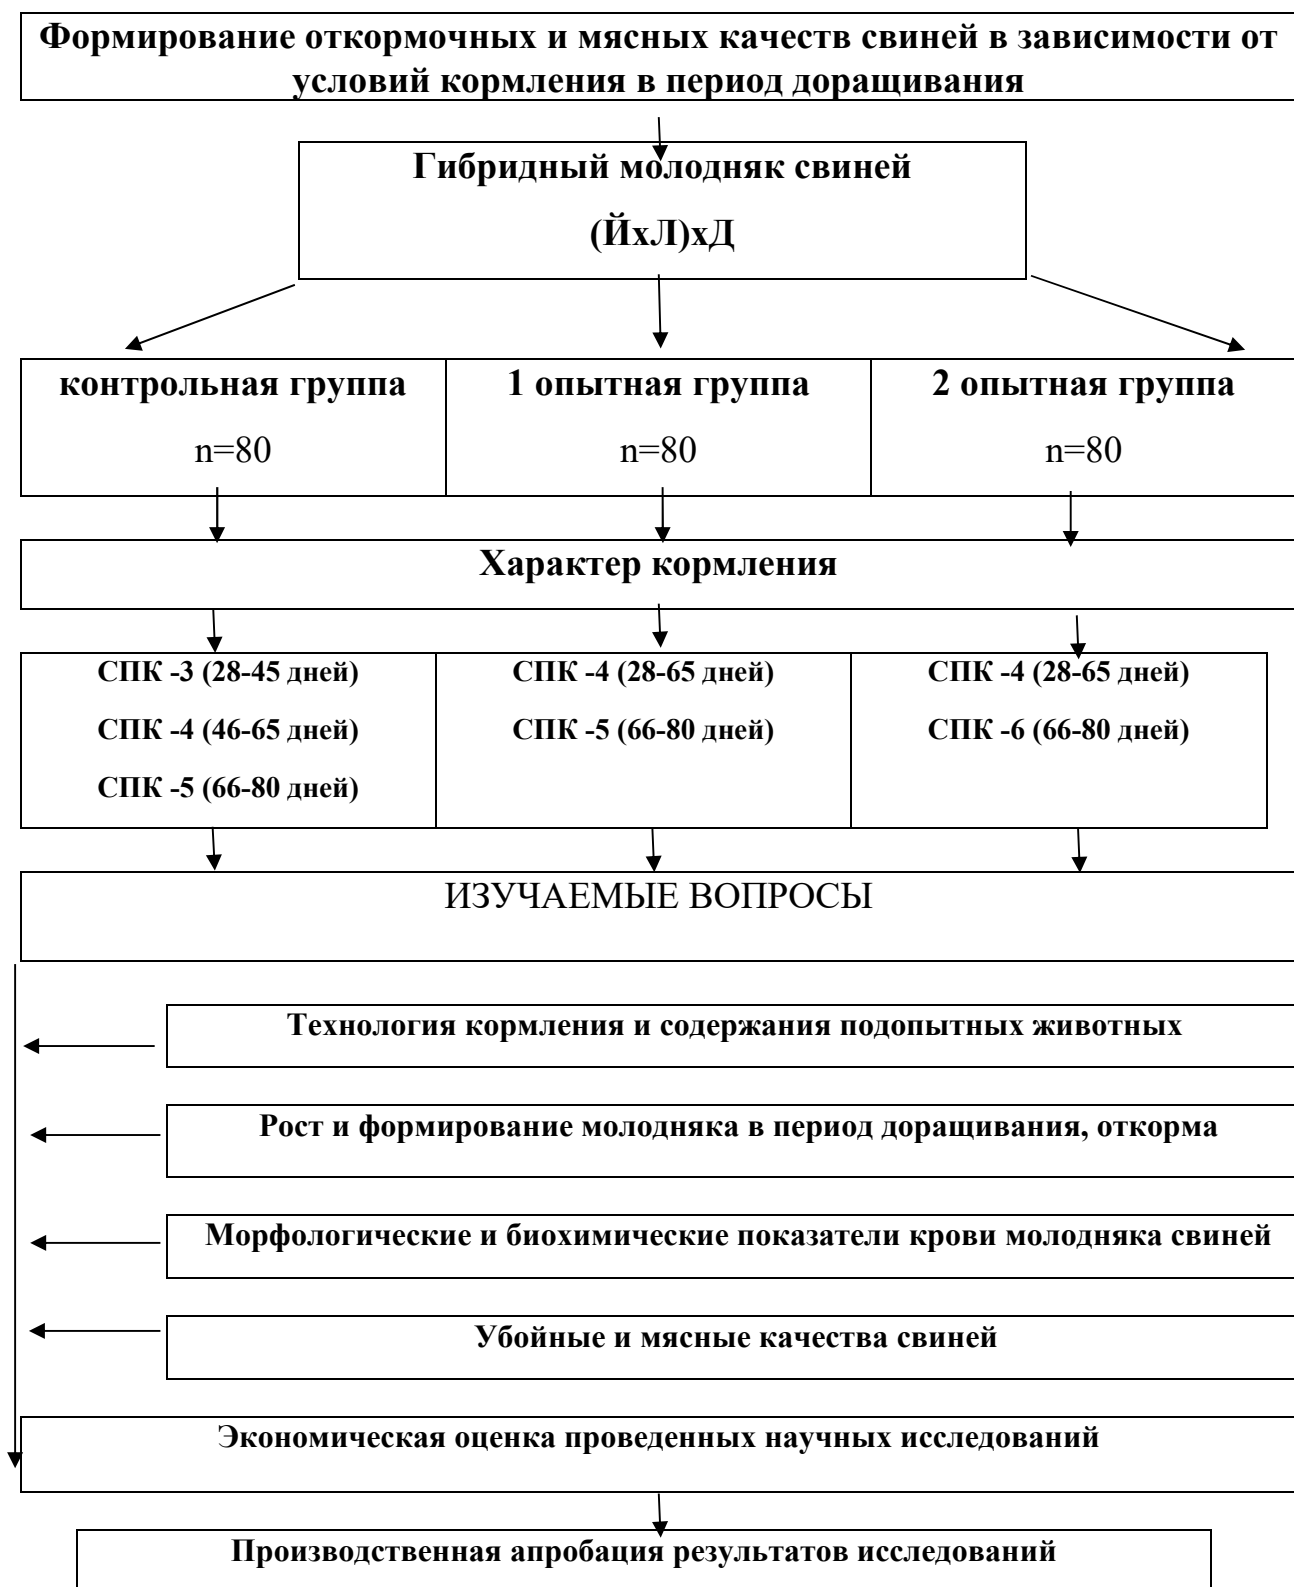 Формирование откормочных и мясных качеств свиней в зависимости от
условий кормления в период доращивания
Гибридный молодняк свиней
(ЙхЛ)хД
контрольная группа
n=80
1 опытная группа
n=80
2 опытная группа
n=80
Характер кормления
СПК -3 (28-45 дней)
СПК -4 (46-65 дней)
СПК -5 (66-80 дней)
СПК -4 (28-65 дней)
СПК -5 (66-80 дней)
СПК -4 (28-65 дней)
СПК -6 (66-80 дней)
ИЗУЧАЕМЫЕ ВОПРОСЫ
Технология кормления и содержания подопытных животных
Рост и формирование молодняка в период доращивания, откорма
Морфологические и биохимические показатели крови молодняка свиней
Убойные и мясные качества свиней
Экономическая оценка проведенных научных исследований
Производственная апробация результатов исследований